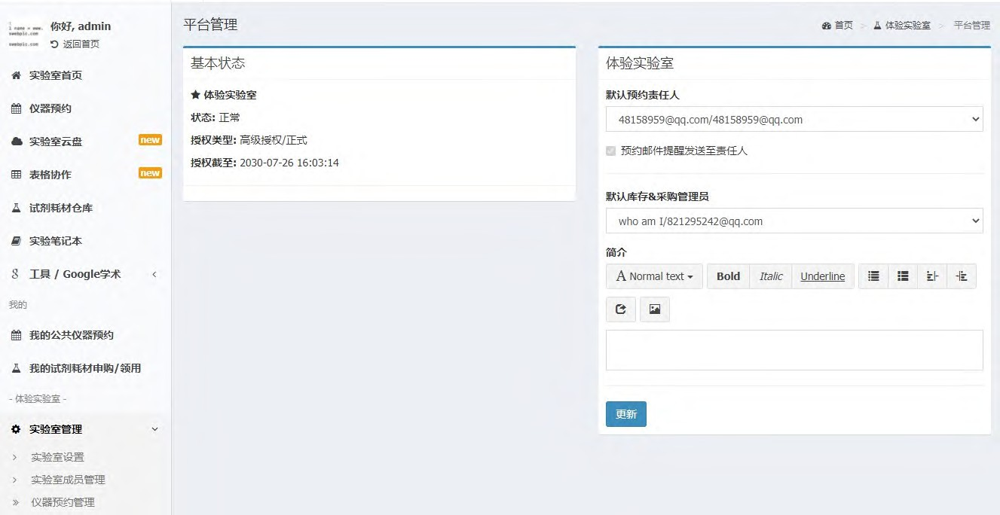 你好, admin
返回首页
实验室首页
仪器预约
实验室云盘 new
表格协作 new
试剂耗材仓库
实验笔记本
工具 / Google学术
我的
我的公共仪器预约
我的试剂耗材申购/领用
- 体验实验室 -
实验室管理
实验室设置
实验室成员管理
仪器预约管理
平台管理
首页 > 体验实验室 > 平台管理
基本状态
体验实验室
状态: 正常
授权类型: 高级授权/正式
授权截至: 2030-07-26 16:03:14
体验实验室
默认预约责任人
48158959@qq.com/48158959@qq.com
预约邮件提醒发送至责任人
默认库存&采购管理员
who am I/821295242@qq.com
简介
A Normal text Bold Italic Underline
更新